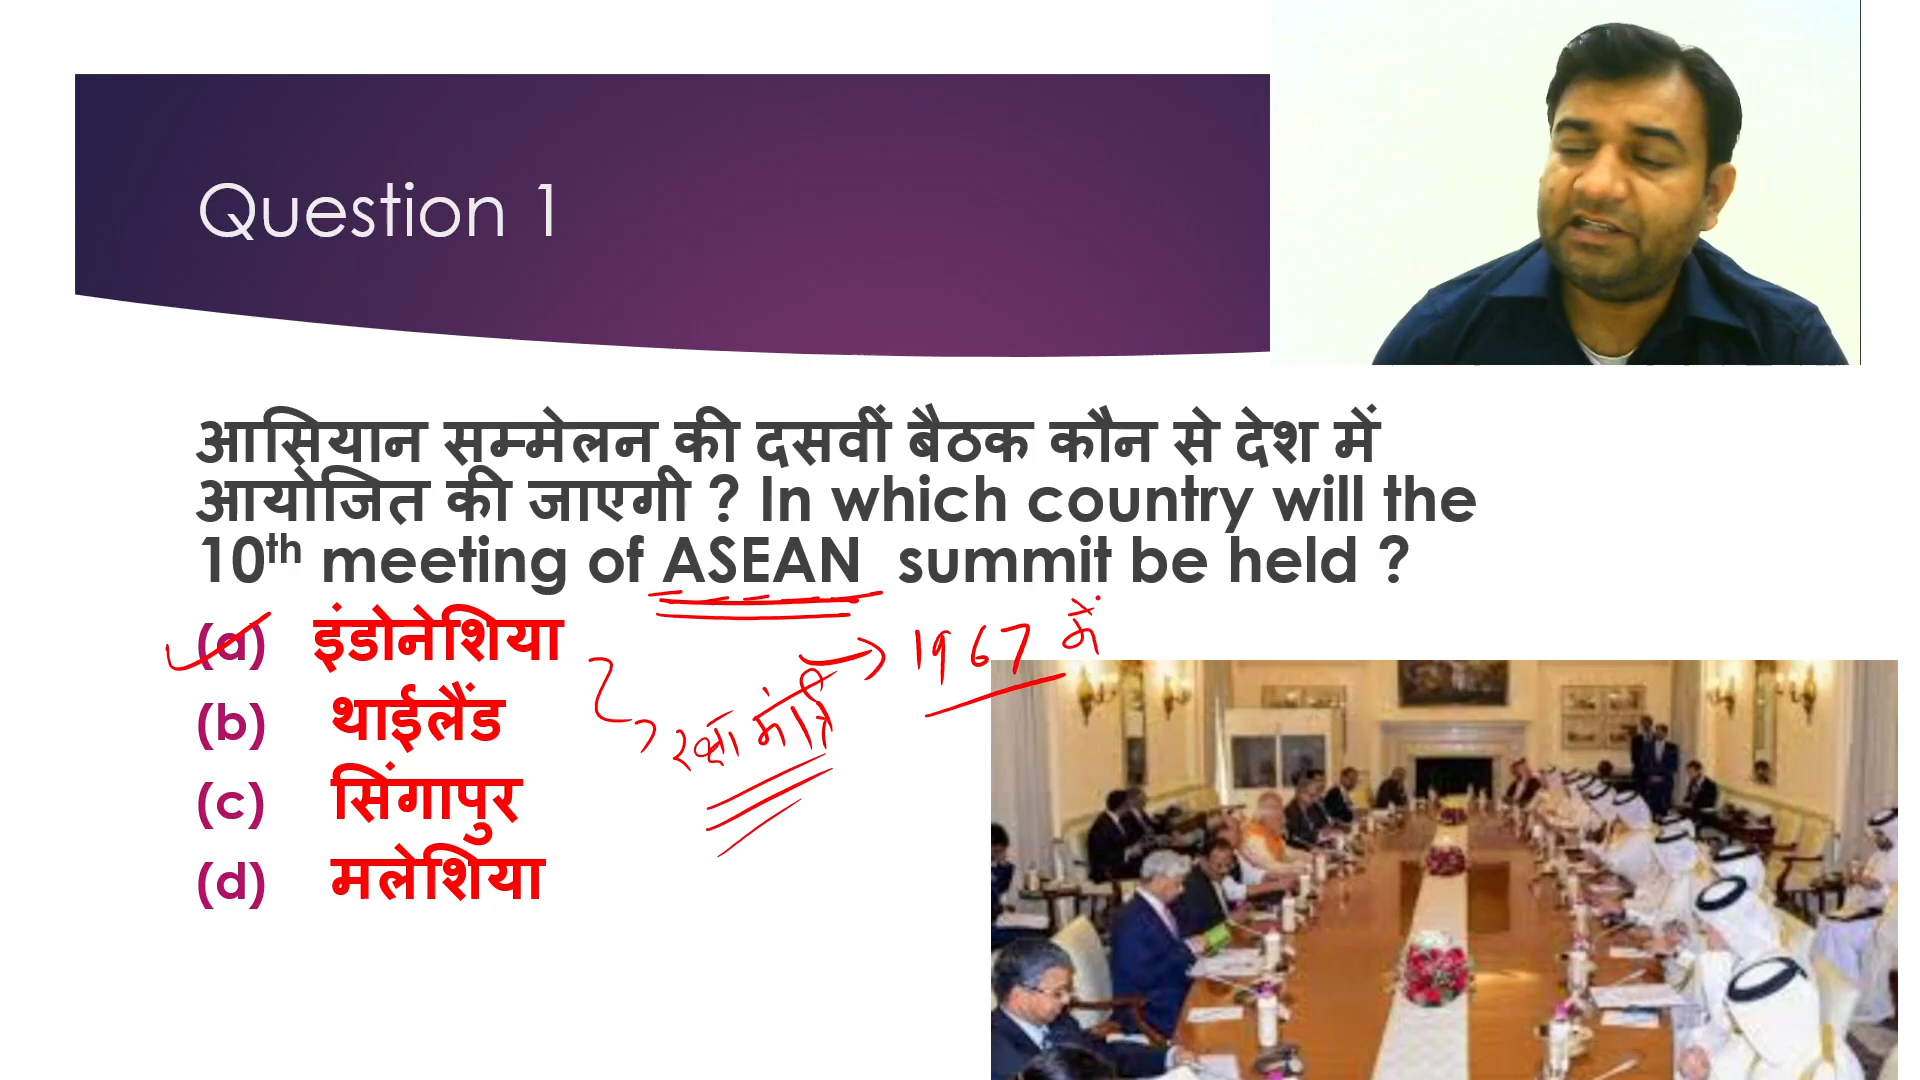 Question 1
आसियान सम्मेलन की दसवीं बैठक कौन से देश में
आयोजित की जाएगी ? In which country will the
10th meeting of ASEAN summit be held ?
(a) इंडोनेशिया
(b) थाईलैंड
(c) सिंगापुर
(d) मलेशिया
1967 में
रक्षा मंत्रि